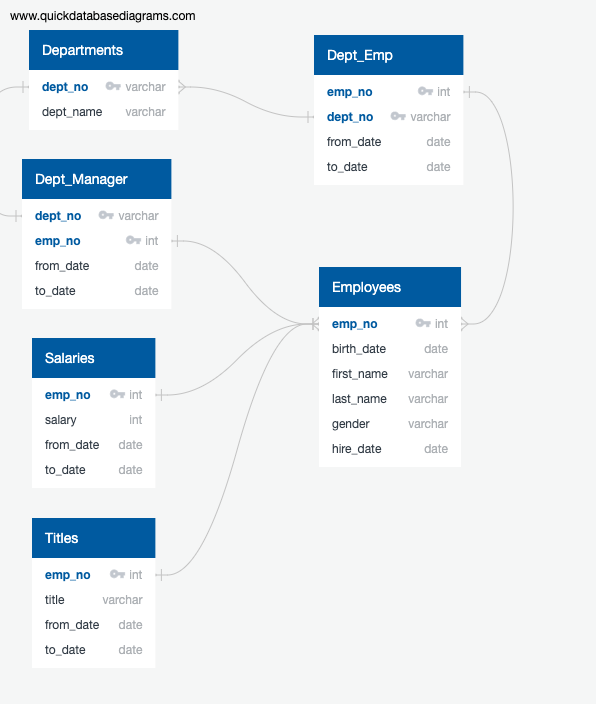 www.quickdatabasediagrams.com
Departments
dept_no varchar
dept_name varchar
Dept_Emp
emp_no int
dept_no varchar
from_date date
to_date date
Dept_Manager
dept_no varchar
emp_no int
from_date date
to_date date
Employees
emp_no int
birth_date date
first_name varchar
last_name varchar
gender varchar
hire_date date
Salaries
emp_no int
salary int
from_date date
to_date date
Titles
emp_no int
title varchar
from_date date
to_date date